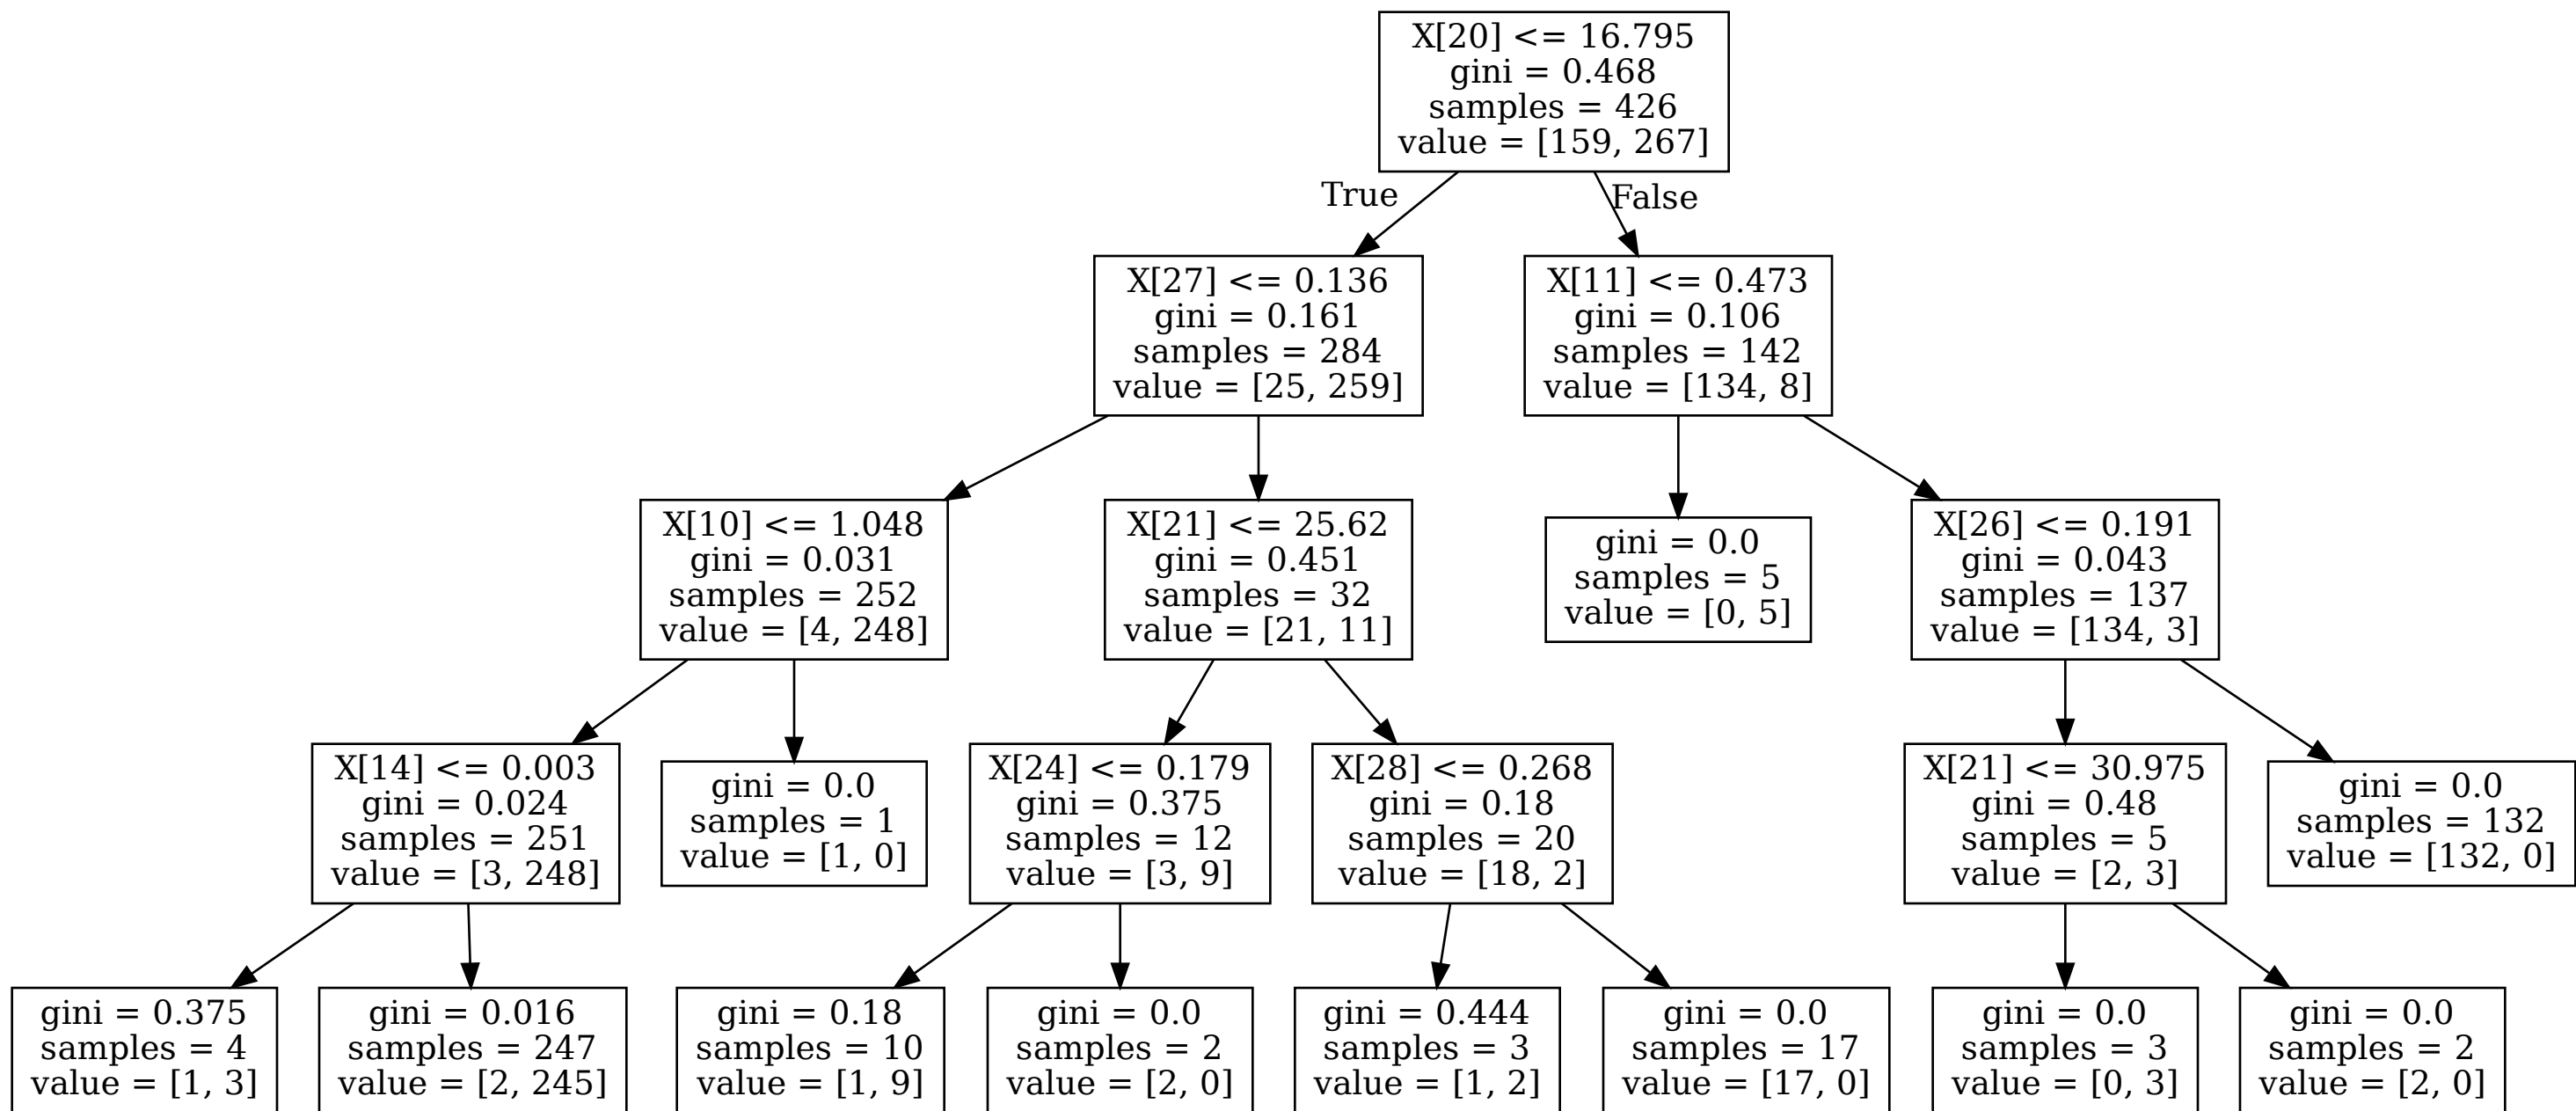 X[20] <= 16.795
gini = 0.468
samples = 426
value = [159, 267]
True
False
X[27] <= 0.136
gini = 0.161
samples = 284
value = [25, 259]
X[11] <= 0.473
gini = 0.106
samples = 142
value = [134, 8]
X[10] <= 1.048
gini = 0.031
samples = 252
value = [4, 248]
X[21] <= 25.62
gini = 0.451
samples = 32
value = [21, 11]
gini = 0.0
samples = 5
value = [0, 5]
X[26] <= 0.191
gini = 0.043
samples = 137
value = [134, 3]
X[14] <= 0.003
gini = 0.024
samples = 251
value = [3, 248]
gini = 0.0
samples = 1
value = [1, 0]
X[24] <= 0.179
gini = 0.375
samples = 12
value = [3, 9]
X[28] <= 0.268
gini = 0.18
samples = 20
value = [18, 2]
X[21] <= 30.975
gini = 0.48
samples = 5
value = [2, 3]
gini = 0.0
samples = 132
value = [132, 0]
gini = 0.375
samples = 4
value = [1, 3]
gini = 0.016
samples = 247
value = [2, 245]
gini = 0.18
samples = 10
value = [1, 9]
gini = 0.0
samples = 2
value = [2, 0]
gini = 0.444
samples = 3
value = [1, 2]
gini = 0.0
samples = 17
value = [17, 0]
gini = 0.0
samples = 3
value = [0, 3]
gini = 0.0
samples = 2
value = [2, 0]